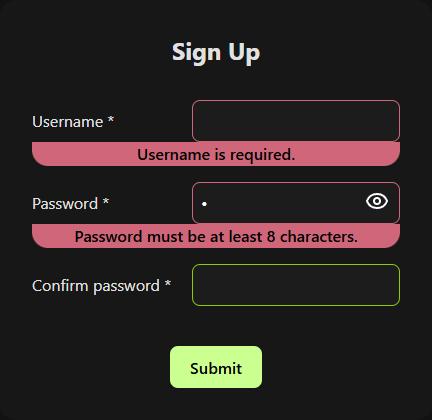 Sign Up
Username *
Username is required.
Password * •
Password must be at least 8 characters.
Confirm password *
Submit